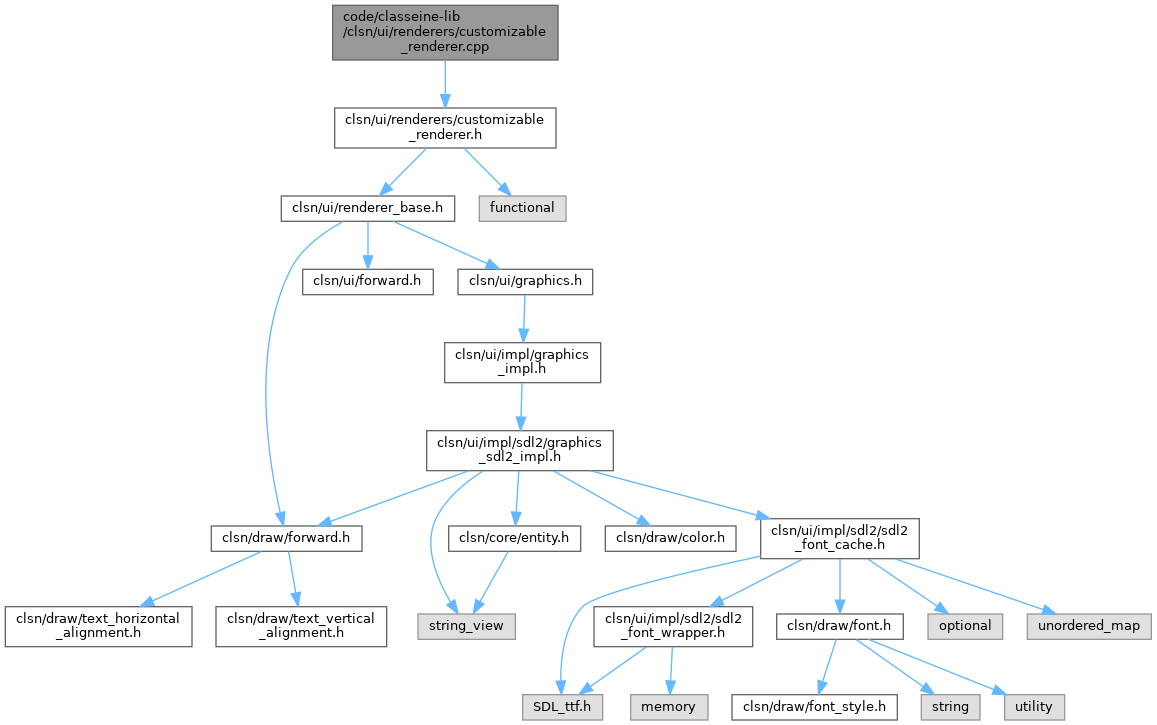 code/classeine-lib
/clsn/ui/renderers/customizable
_renderer.cpp
clsn/ui/renderers/customizable
_renderer.h
clsn/ui/renderer_base.h
functional
clsn/ui/forward.h
clsn/ui/graphics.h
clsn/ui/impl/graphics
_impl.h
clsn/ui/impl/sdl2/graphics
_sdl2_impl.h
clsn/draw/forward.h
clsn/core/entity.h
clsn/draw/color.h
clsn/ui/impl/sdl2/sdl2
_font_cache.h
clsn/draw/text_horizontal
_alignment.h
clsn/draw/text_vertical
_alignment.h
string_view
clsn/ui/impl/sdl2/sdl2
_font_wrapper.h
clsn/draw/font.h
optional
unordered_map
SDL_ttf.h
memory
clsn/draw/font_style.h
string
utility